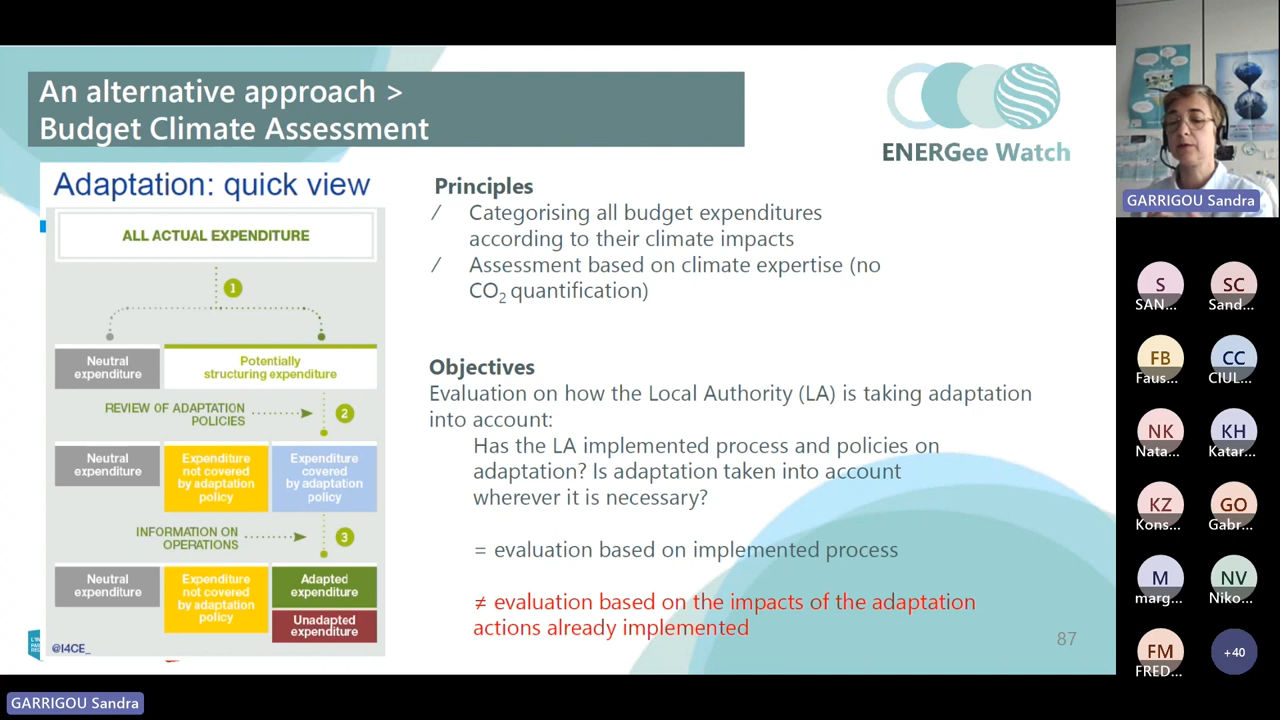 An alternative approach >
Budget Climate Assessment
ENERGee Watch
Adaptation: quick view
ALL ACTUAL EXPENDITURE
1
Neutral
expenditure
Potentially
structuring expenditure
REVIEW OF ADAPTATION
POLICIES
2
Neutral
expenditure
Expenditure
not covered
by adaptation
policy
Expenditure
covered
by adaptation
policy
INFORMATION ON
OPERATIONS
3
Neutral
expenditure
Expenditure
not covered
by adaptation
policy
Adapted
expenditure
Unadapted
expenditure
@I4CE_
Principles
/ Categorising all budget expenditures
according to their climate impacts
/ Assessment based on climate expertise (no
CO2 quantification)
Objectives
Evaluation on how the Local Authority (LA) is taking adaptation
into account:
Has the LA implemented process and policies on
adaptation? Is adaptation taken into account
wherever it is necessary?
= evaluation based on implemented process
≠ evaluation based on the impacts of the adaptation
actions already implemented
87
GARRIGOU Sandra
S
SAN...
SC
Sand...
FB
Faus...
CC
CIUL...
NK
Nata...
KH
Katar...
KZ
Kons...
GO
Gabr...
M
marg...
NV
Niko...
FM
FRED...
+40
GARRIGOU Sandra